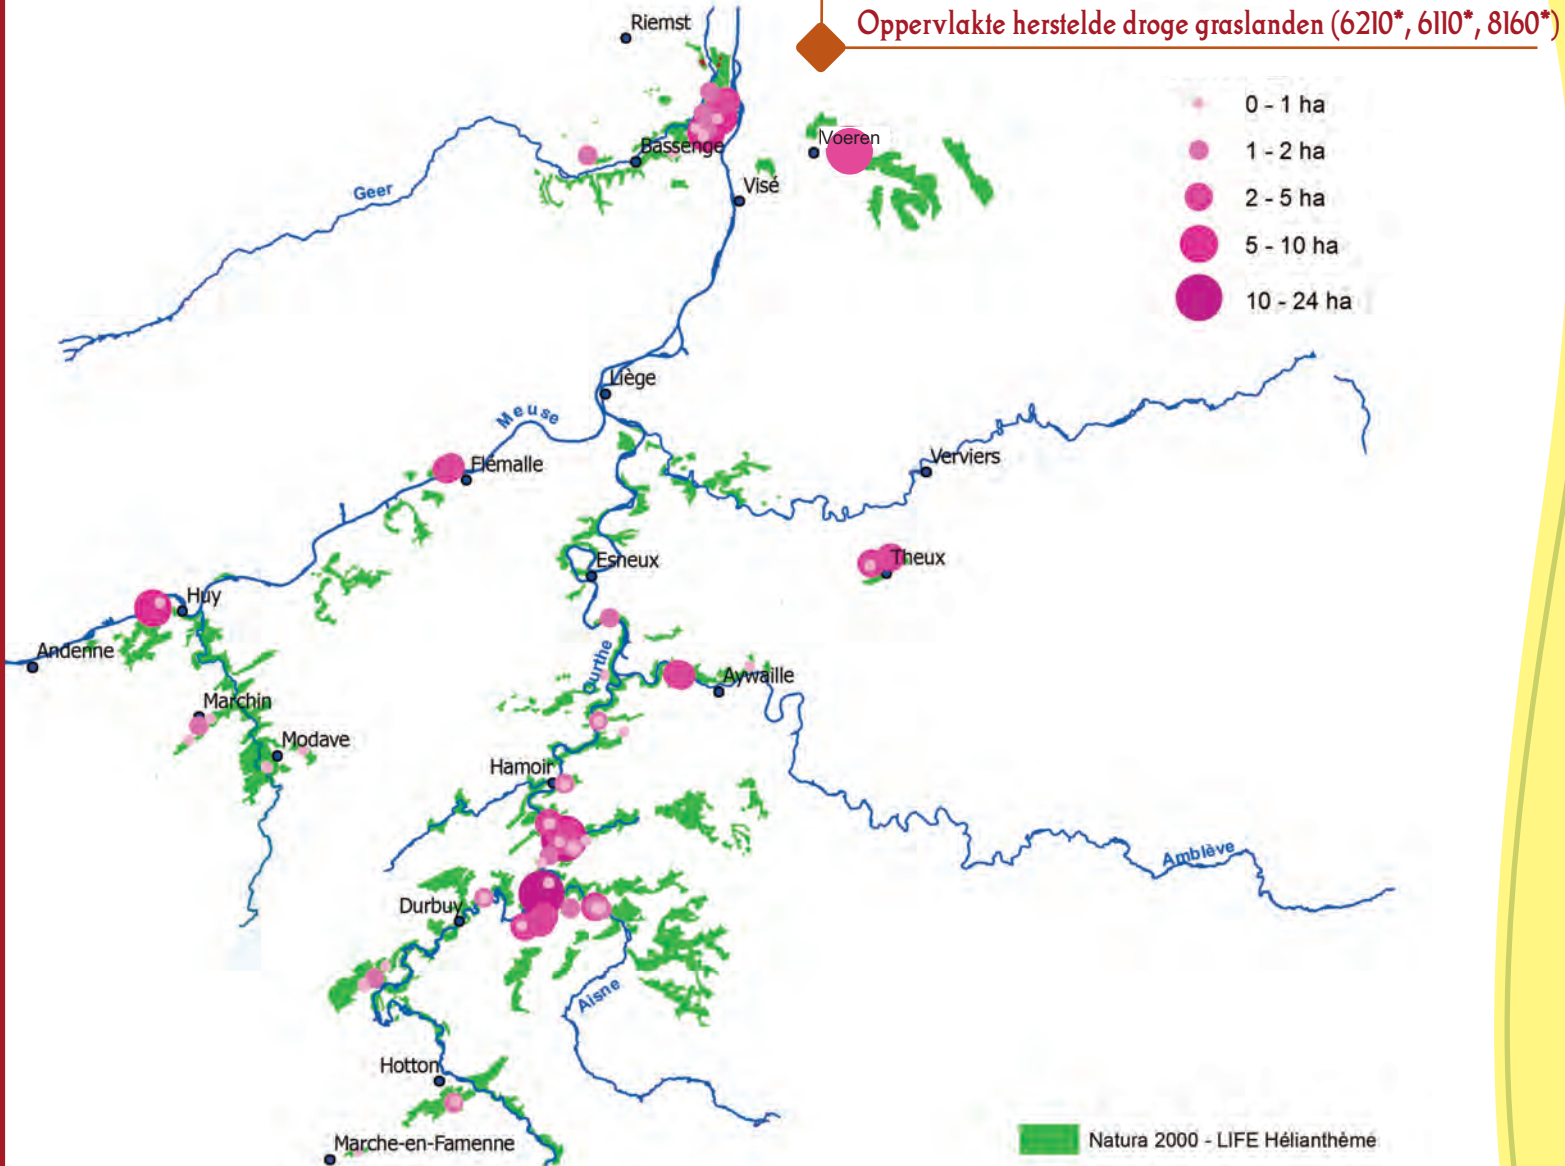 Oppervlakte herstelde droge graslanden (6210*, 6110*, 8160*)
Riemst
0 - 1 ha
1 - 2 ha
2 - 5 ha
5 - 10 ha
10 - 24 ha
Voeren
Bassenge
Visé
Geer
Liège
Meuse
Flémalle
Verviers
Esneux
Theux
Huy
Andenne
Ourthe
Aywaille
Marchin
Modave
Hamoir
Amblève
Durbuy
Aisne
Hotton
Marche-en-Famenne
Natura 2000 - LIFE Hélianthème